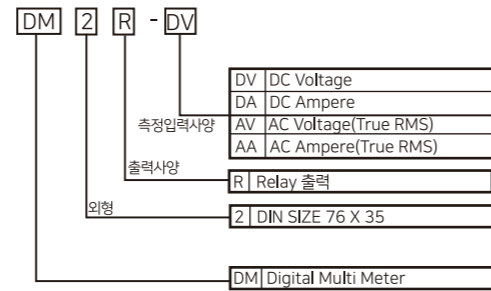 DM 2 R - DV
DV DC Voltage
DA DC Ampere
측정입력사양 AV AC Voltage(True RMS)
AA AC Ampere(True RMS)
출력사양
R Relay 출력
외형
2 DIN SIZE 76 X 35
DM Digital Multi Meter